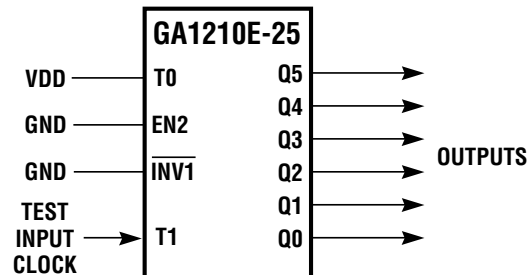 GA1210E-25
VDD T0 Q5
Q4
GND EN2
Q3
OUTPUTS
GND INV1 Q2
Q1
TEST
INPUT T1 Q0
CLOCK